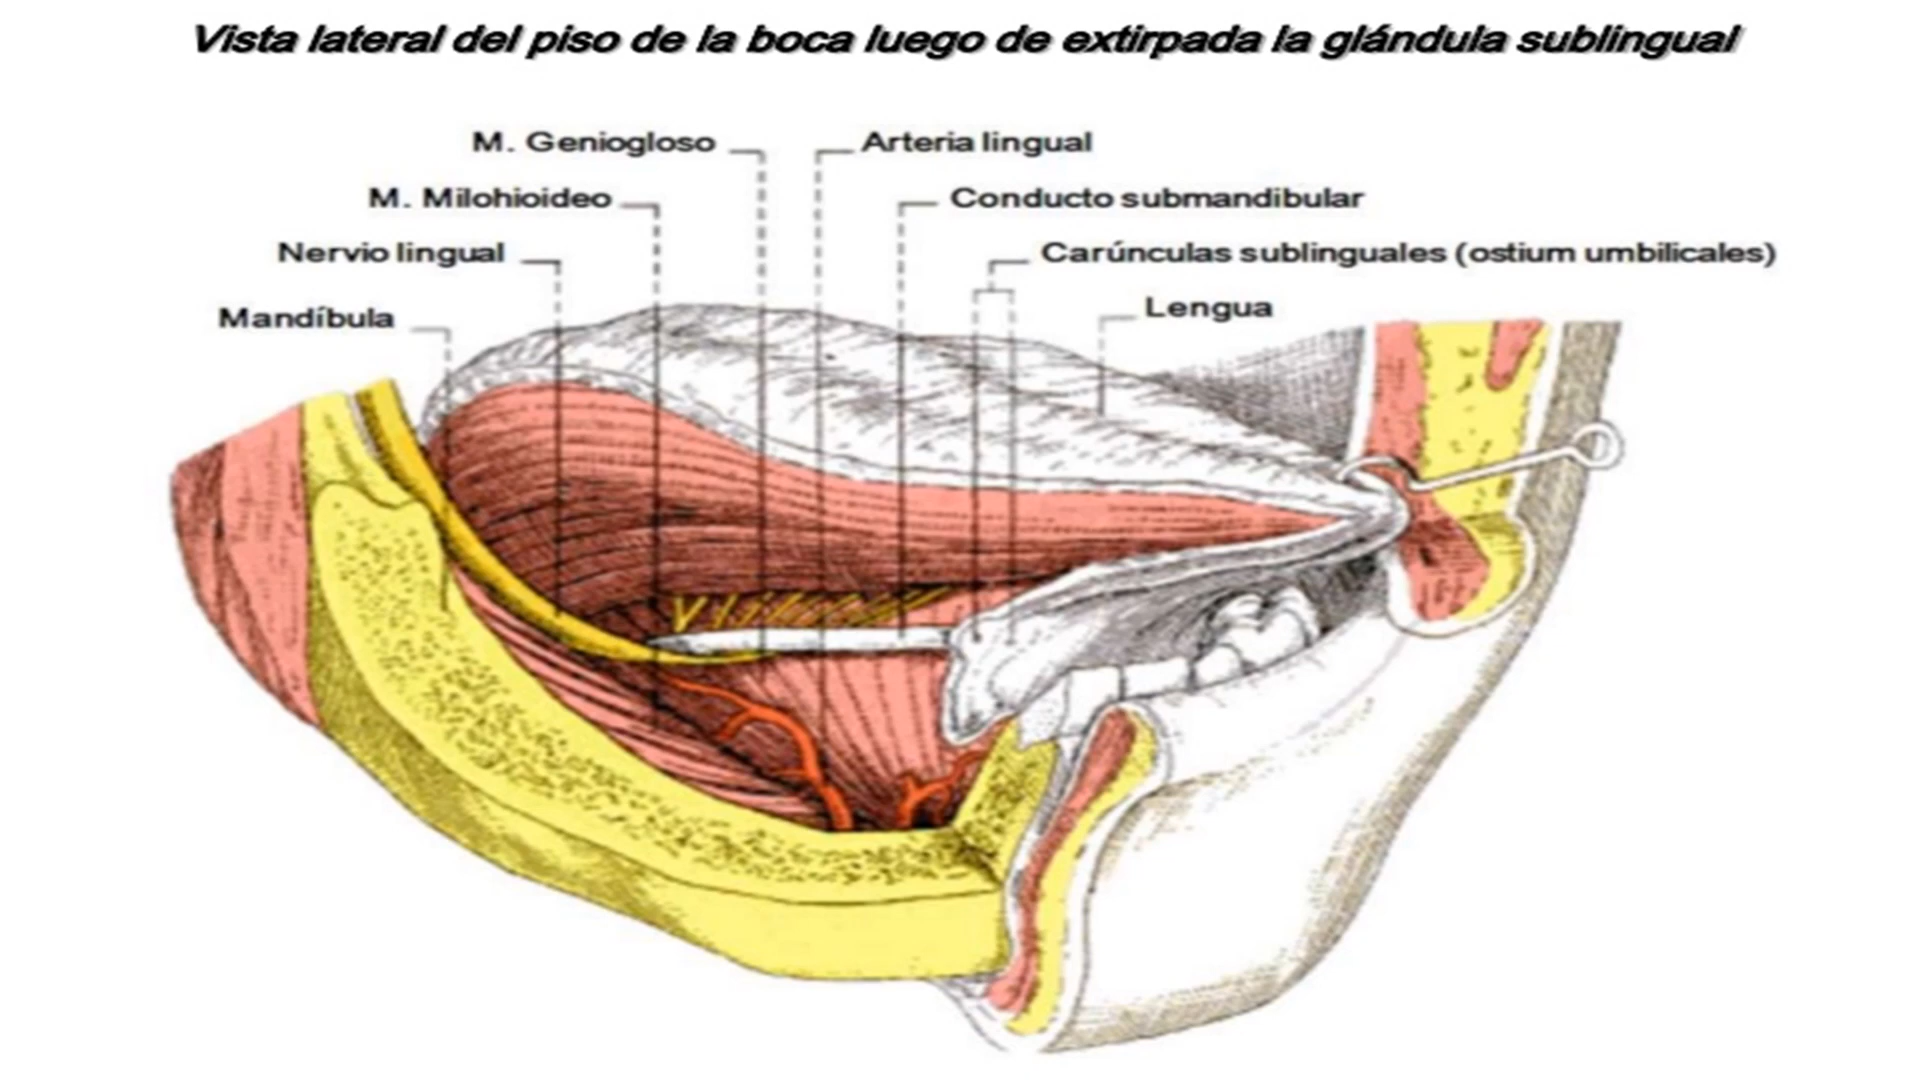 Vista lateral del piso de la boca luego de extirpada la glándula sublingual
M. Geniogloso
Arteria lingual
M. Milohioideo
Conducto submandibular
Nervio lingual
Carúnculas sublinguales (ostium umbilicales)
Mandíbula
Lengua